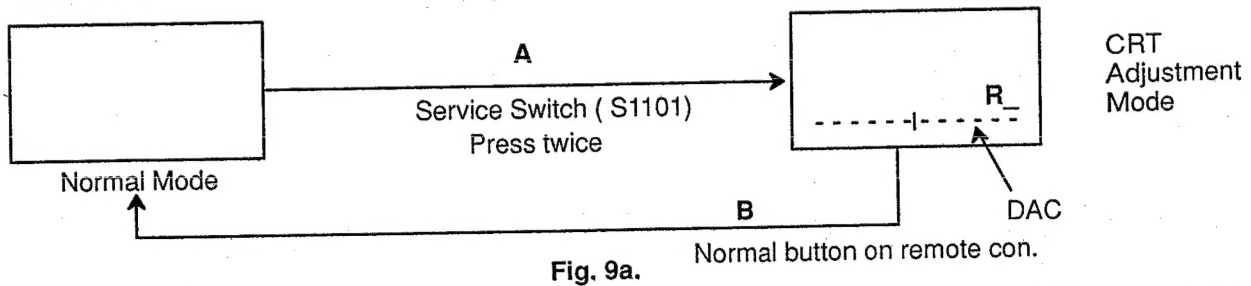 A
Service Switch ( S1101)
Press twice
Normal Mode
R_
CRT
Adjustment
Mode
DAC
B
Normal button on remote con.
Fig. 9a.